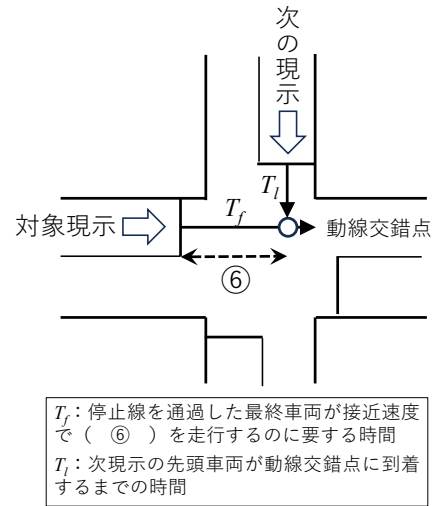 次の現示
対象現示
T_f
T_l
動線交錯点
⑥
T_f：停止線を通過した最終車両が接近速度
で（　⑥　）を走行するのに要する時間
T_l：次現示の先頭車両が動線交錯点に到着
するまでの時間